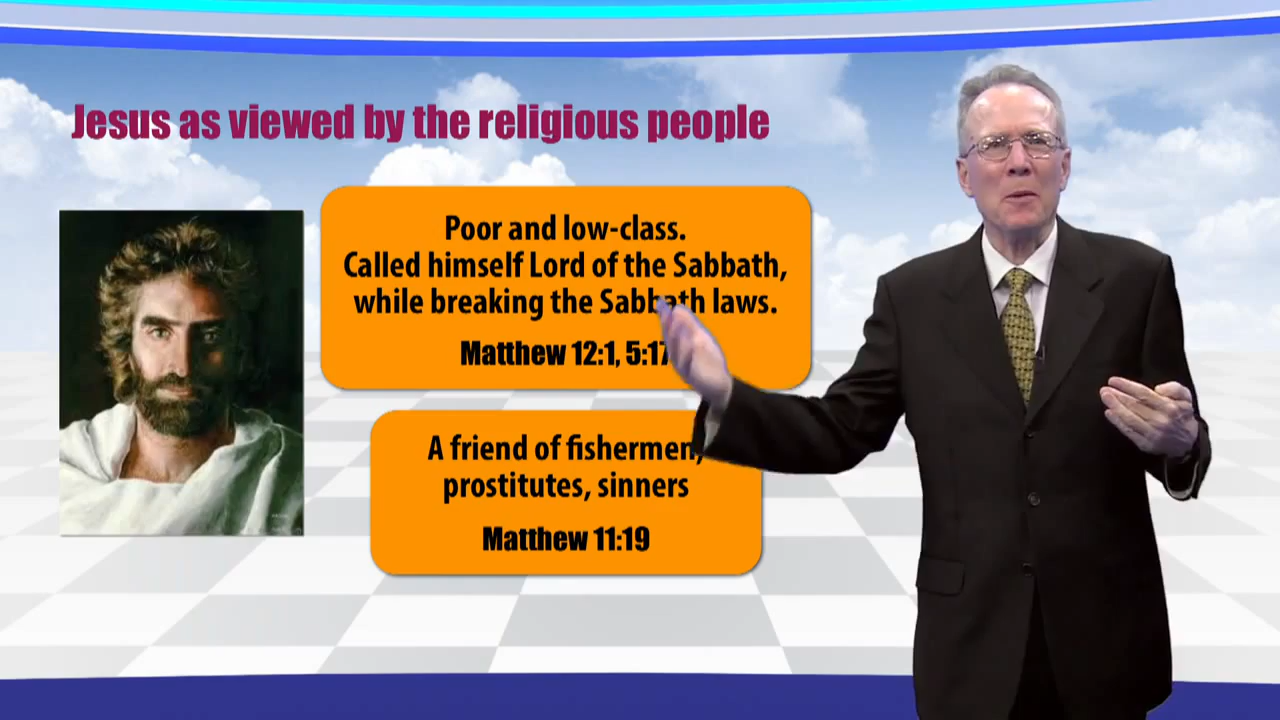 Jesus as viewed by the religious people
Poor and low-class.
Called himself Lord of the Sabbath,
while breaking the Sabbath laws.
Matthew 12:1, 5:17
A friend of fishermen,
prostitutes, sinners
Matthew 11:19